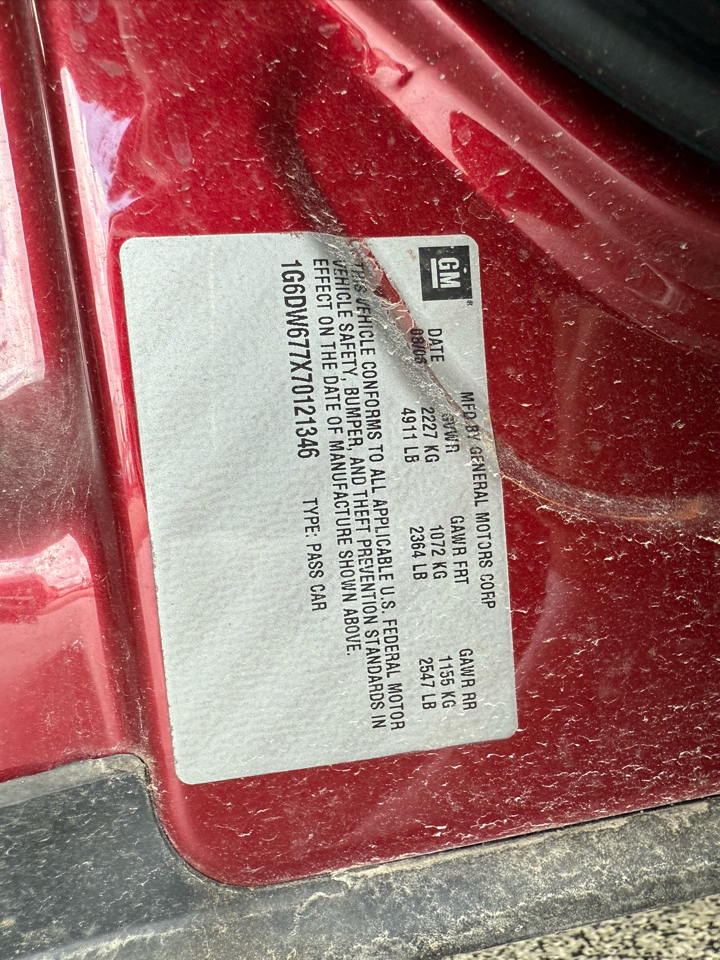 GM®
MFD BY GENERAL MOTORS CORP
DATE GVWR GAWR FRT GAWR RR
08/06 2227 KG 1072 KG 1155 KG
4911 LB 2364 LB 2547 LB
THIS VEHICLE CONFORMS TO ALL APPLICABLE U.S. FEDERAL MOTOR
VEHICLE SAFETY, BUMPER, AND THEFT PREVENTION STANDARDS IN
EFFECT ON THE DATE OF MANUFACTURE SHOWN ABOVE.
1G6DW677X70121346 TYPE: PASS CAR